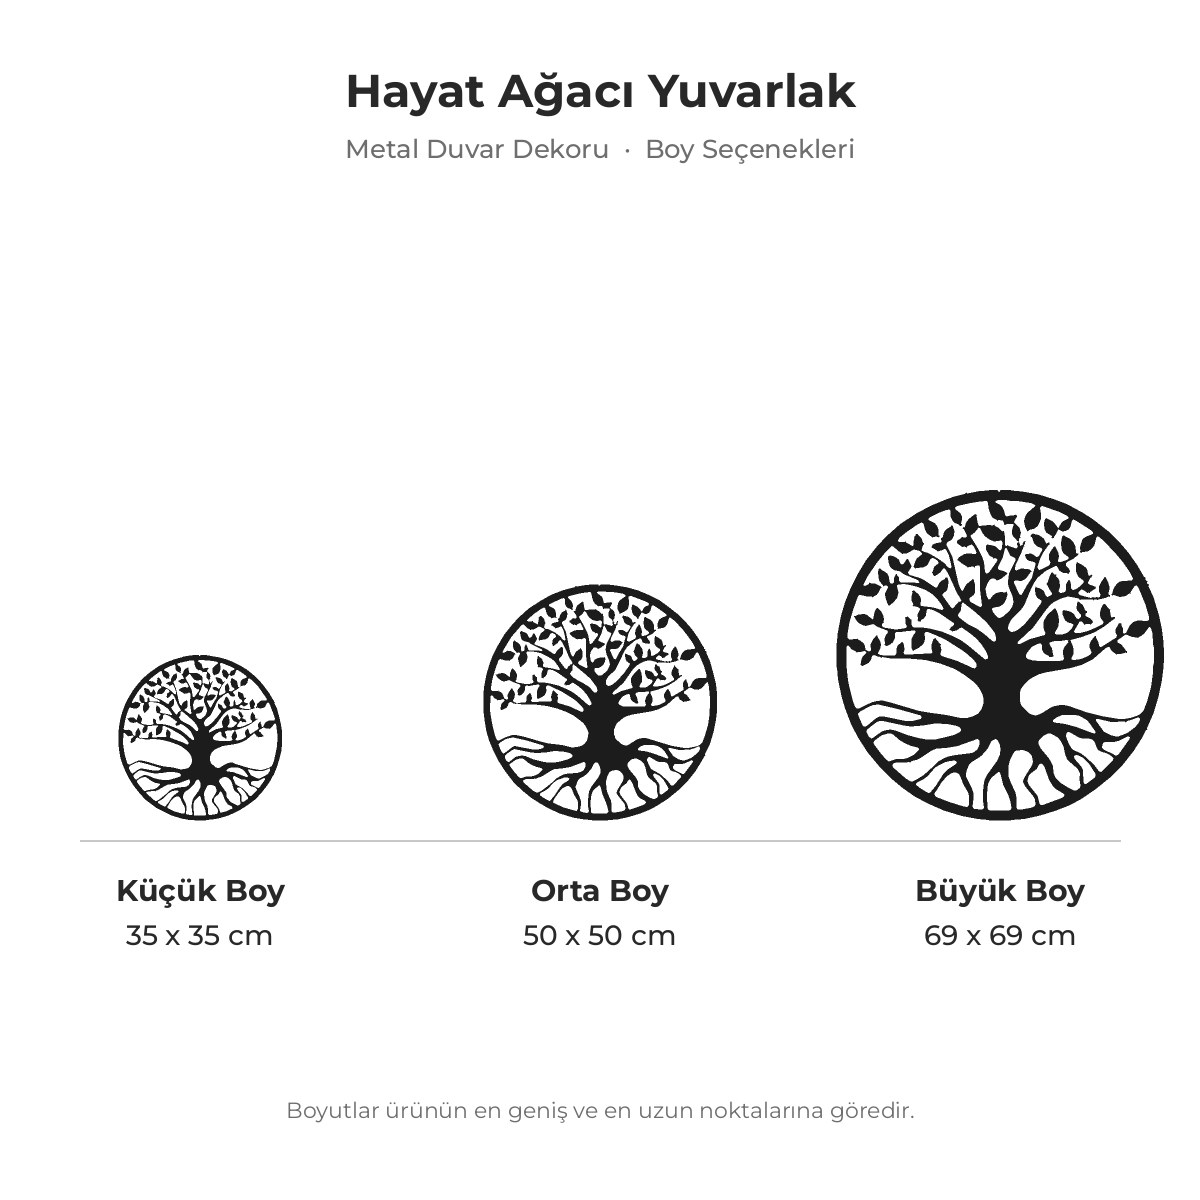 Hayat Ağacı Yuvarlak
Metal Duvar Dekoru · Boy Seçenekleri
Küçük Boy
35 x 35 cm
Orta Boy
50 x 50 cm
Büyük Boy
69 x 69 cm
Boyutlar ürünün en geniş ve en uzun noktalarına göredir.